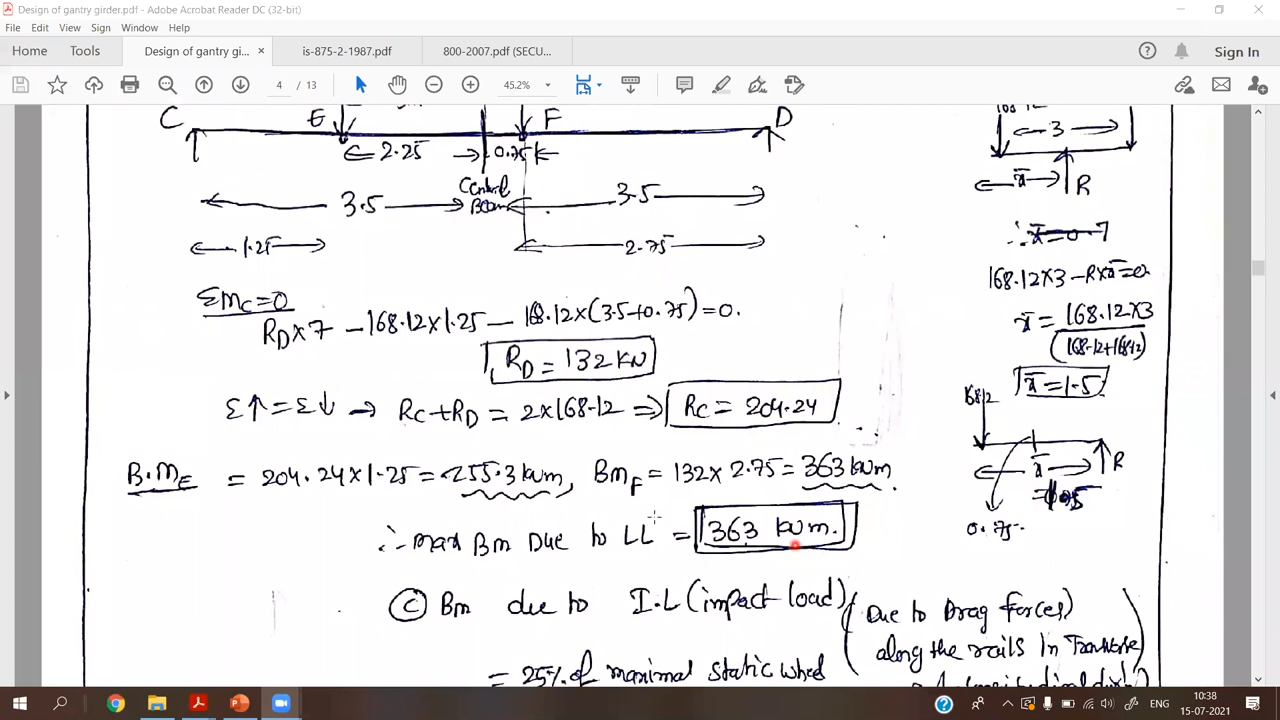 Design of gantry girder.pdf - Adobe Acrobat Reader DC (32-bit)
File Edit View Sign Window Help
Home Tools Design of gantry gi... × is-875-2-1987.pdf 800-2007.pdf (SECU... Sign In
4 / 13 45.2%
C E F D
2.25 0.75
3.5 Central 3.5
1.25 2.75
ΣMC=0
RD×7 -168.12×1.25 - 168.12×(3.5+0.75)=0.
RD = 132 KN
Σ↑ = Σ↓ → RC+RD = 2×168.12 ⇒ RC = 204.24
B.ME = 204.24×1.25 = 255.3 kNm, BMF = 132×2.75 = 363 kNm.
∴ max Bm Due to LL = 363 kNm.
C Bm due to I.L (impact load) (Due to Drag forces)
along the rails in Transverse
= 25% of maximal static wheel
3
x̄ R
∴ x̄=0.7
168.12×3 - R×x̄=0
x̄ = 168.12×3
(168.12+168.12)
x̄=1.5
R
x̄
0.75
ENG
10:38
15-07-2021